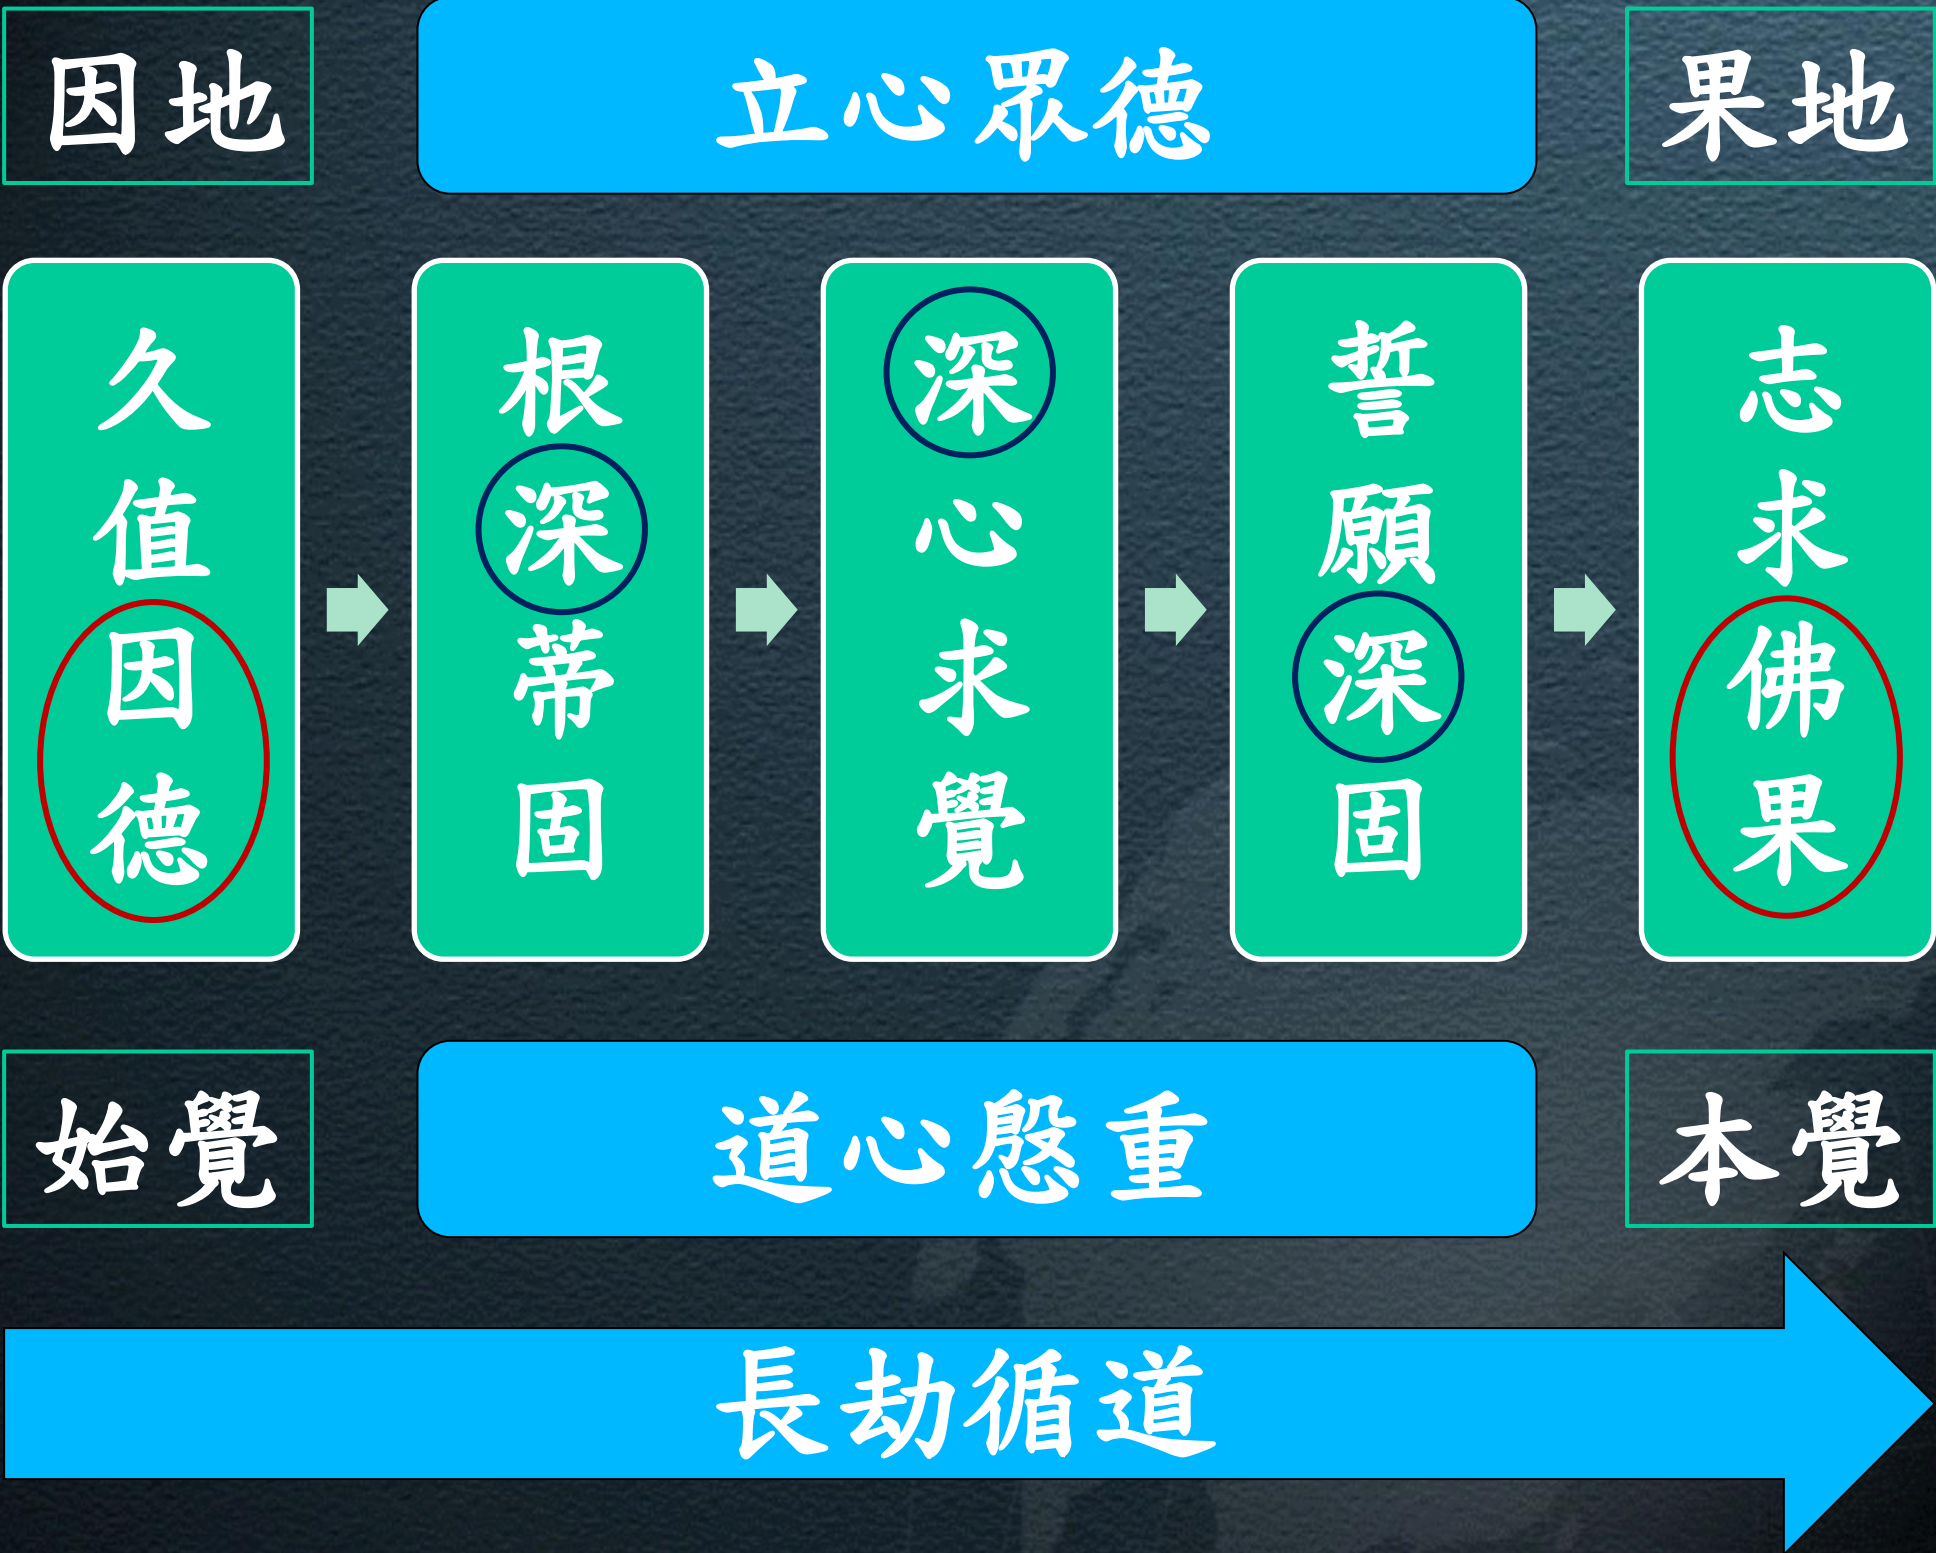 因地
立心眾德
果地
久值因德
根深蒂固
深心求覺
誓願深固
志求佛果
始覺
道心慇重
本覺
長劫循道